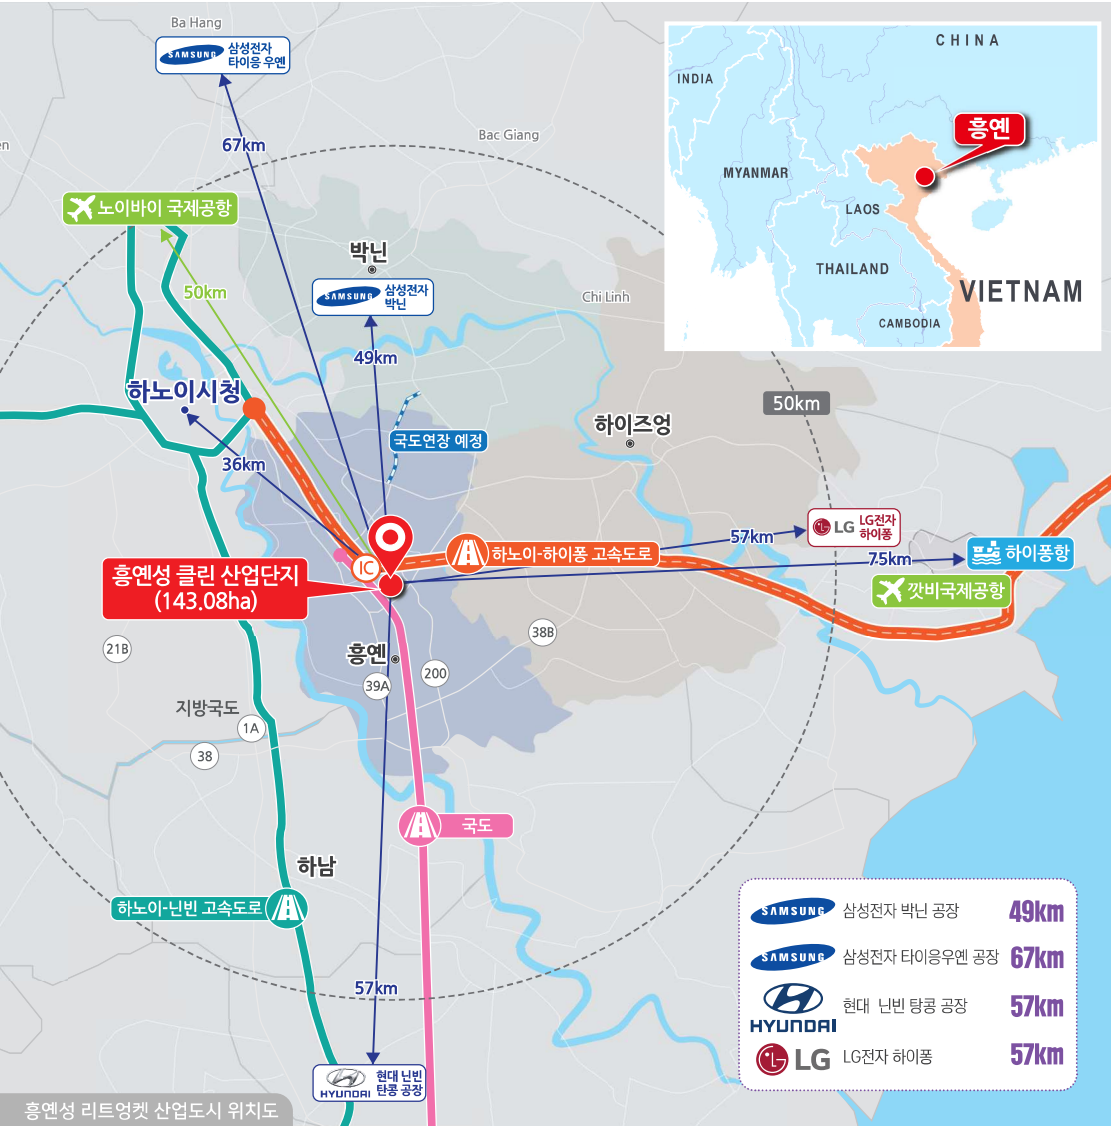 Ba Hang
SAMSUNG
삼성전자
타이응 우옌
67km
Bac Giang
노이바이 국제공항
50km
박닌
SAMSUNG
삼성전자
박닌
49km
Chi Linh
CHINA
INDIA
흥옌
MYANMAR
LAOS
THAILAND
VIETNAM
CAMBODIA
하노이시청
36km
국도연장 예정
하이즈엉
50km
LG
LG전자
하이퐁
57km
75km
하이퐁항
깟비국제공항
하노이-하이퐁 고속도로
IC
흥옌성 클린 산업단지
(143.08ha)
21B
38B
흥옌
200
39A
지방국도
1A
38
국도
하남
하노이-닌빈 고속도로
57km
HYUNDAI
현대 닌빈
탄콩 공장
SAMSUNG 삼성전자 박닌 공장 49km
SAMSUNG 삼성전자 타이응우옌 공장 67km
HYUNDAI 현대 닌빈 탕콩 공장 57km
LG LG전자 하이퐁 57km
흥옌성 리트엉켓 산업도시 위치도